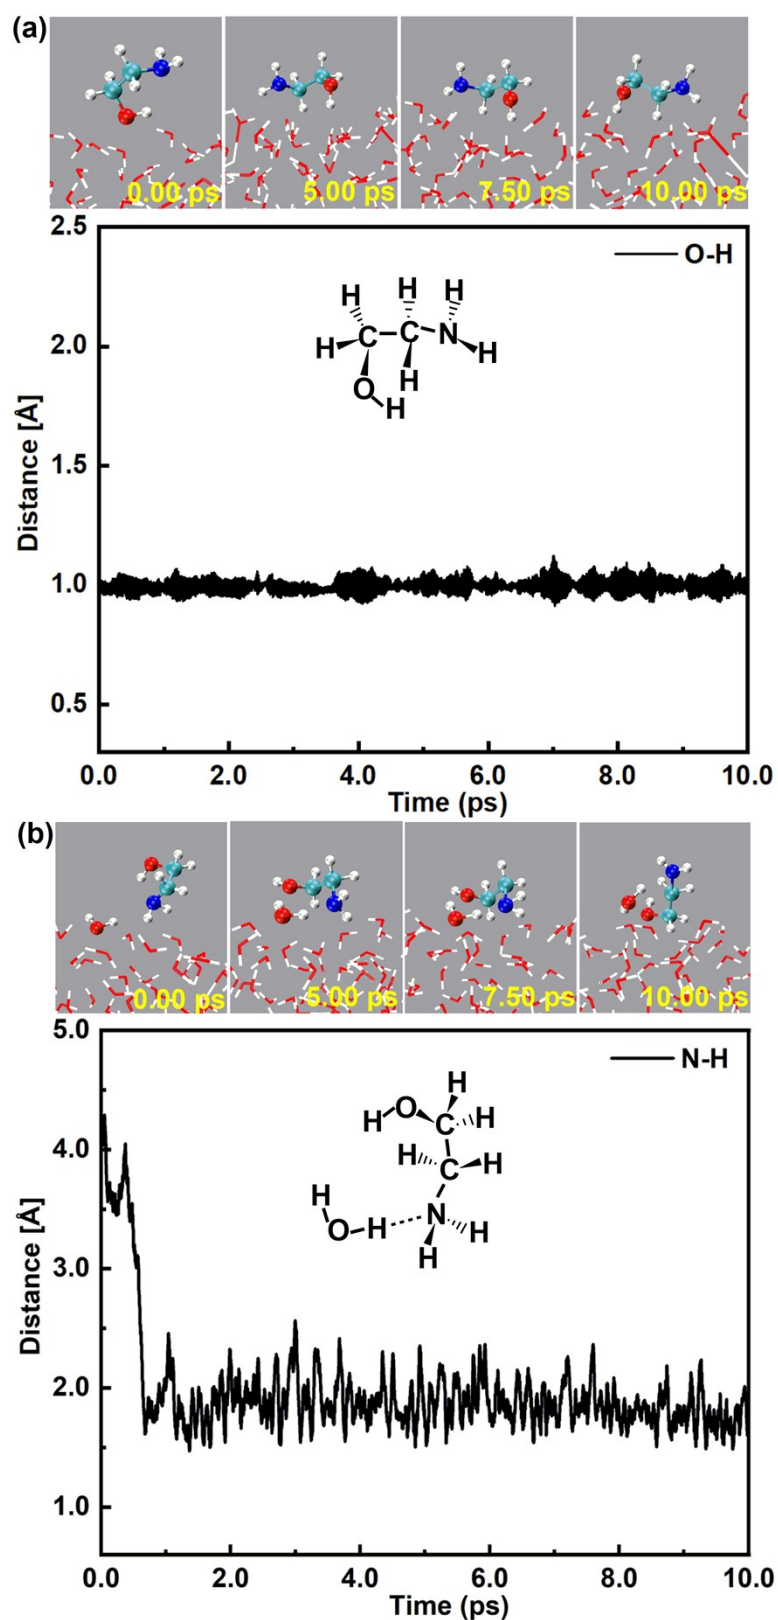 (a)
0.00 ps
5.00 ps
7.50 ps
10.00 ps
2.5
O-H
H H H
H C C N H
O H H
2.0
Distance [Å]
1.5
1.0
0.5
0.0 2.0 4.0 6.0 8.0 10.0
Time (ps)
(b)
0.00 ps
5.00 ps
7.50 ps
10.00 ps
5.0
N-H
H
H O C H
H C H
H
O H N H
H
4.0
Distance [Å]
3.0
2.0
1.0
0.0 2.0 4.0 6.0 8.0 10.0
Time (ps)